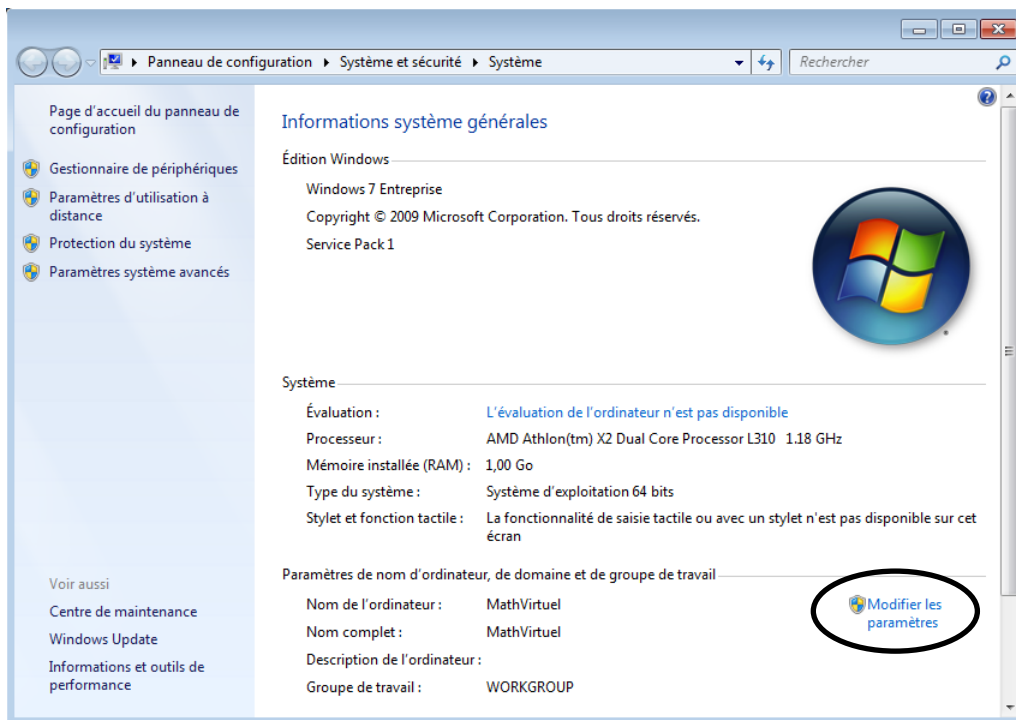 Panneau de configuration ▸ Système et sécurité ▸ Système
Rechercher
Page d'accueil du panneau de
configuration
Gestionnaire de périphériques
Paramètres d'utilisation à
distance
Protection du système
Paramètres système avancés
Informations système générales
Édition Windows
Windows 7 Entreprise
Copyright © 2009 Microsoft Corporation. Tous droits réservés.
Service Pack 1
Système
Évaluation : L'évaluation de l'ordinateur n'est pas disponible
Processeur : AMD Athlon(tm) X2 Dual Core Processor L310 1.18 GHz
Mémoire installée (RAM) : 1,00 Go
Type du système : Système d'exploitation 64 bits
Stylet et fonction tactile : La fonctionnalité de saisie tactile ou avec un stylet n'est pas disponible sur cet
écran
Paramètres de nom d'ordinateur, de domaine et de groupe de travail
Nom de l'ordinateur : MathVirtuel
Nom complet : MathVirtuel
Description de l'ordinateur :
Groupe de travail : WORKGROUP
Modifier les
paramètres
Voir aussi
Centre de maintenance
Windows Update
Informations et outils de
performance